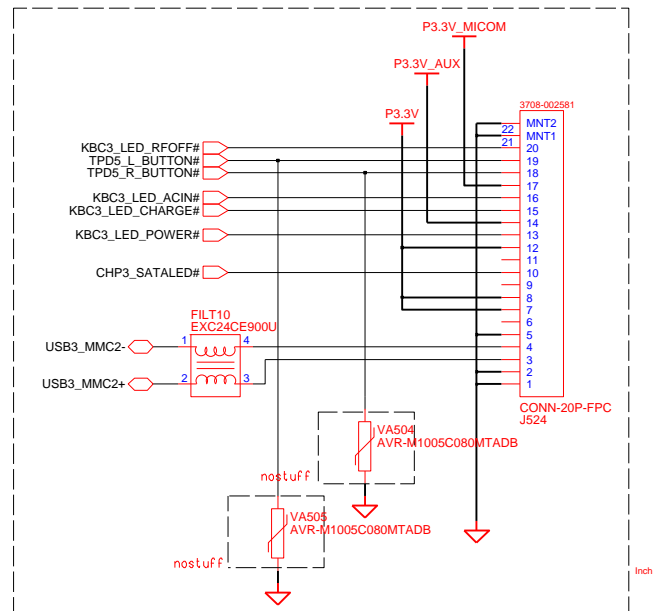 P3.3V_MICOM
P3.3V_AUX
P3.3V
3708-002581
MNT2
22
MNT1
21
KBC3_LED_RFOFF#
20
TPD5_L_BUTTON#
19
TPD5_R_BUTTON#
18
17
KBC3_LED_ACIN#
16
KBC3_LED_CHARGE#
15
14
KBC3_LED_POWER#
13
12
11
CHP3_SATALED#
10
9
8
7
FILT10
EXC24CE900U
6
5
USB3_MMC2-
1
4
4
3
USB3_MMC2+
2
3
2
1
CONN-20P-FPC
J524
VA504
AVR-M1005C080MTADB
nostuff
VA505
AVR-M1005C080MTADB
nostuff
Inch